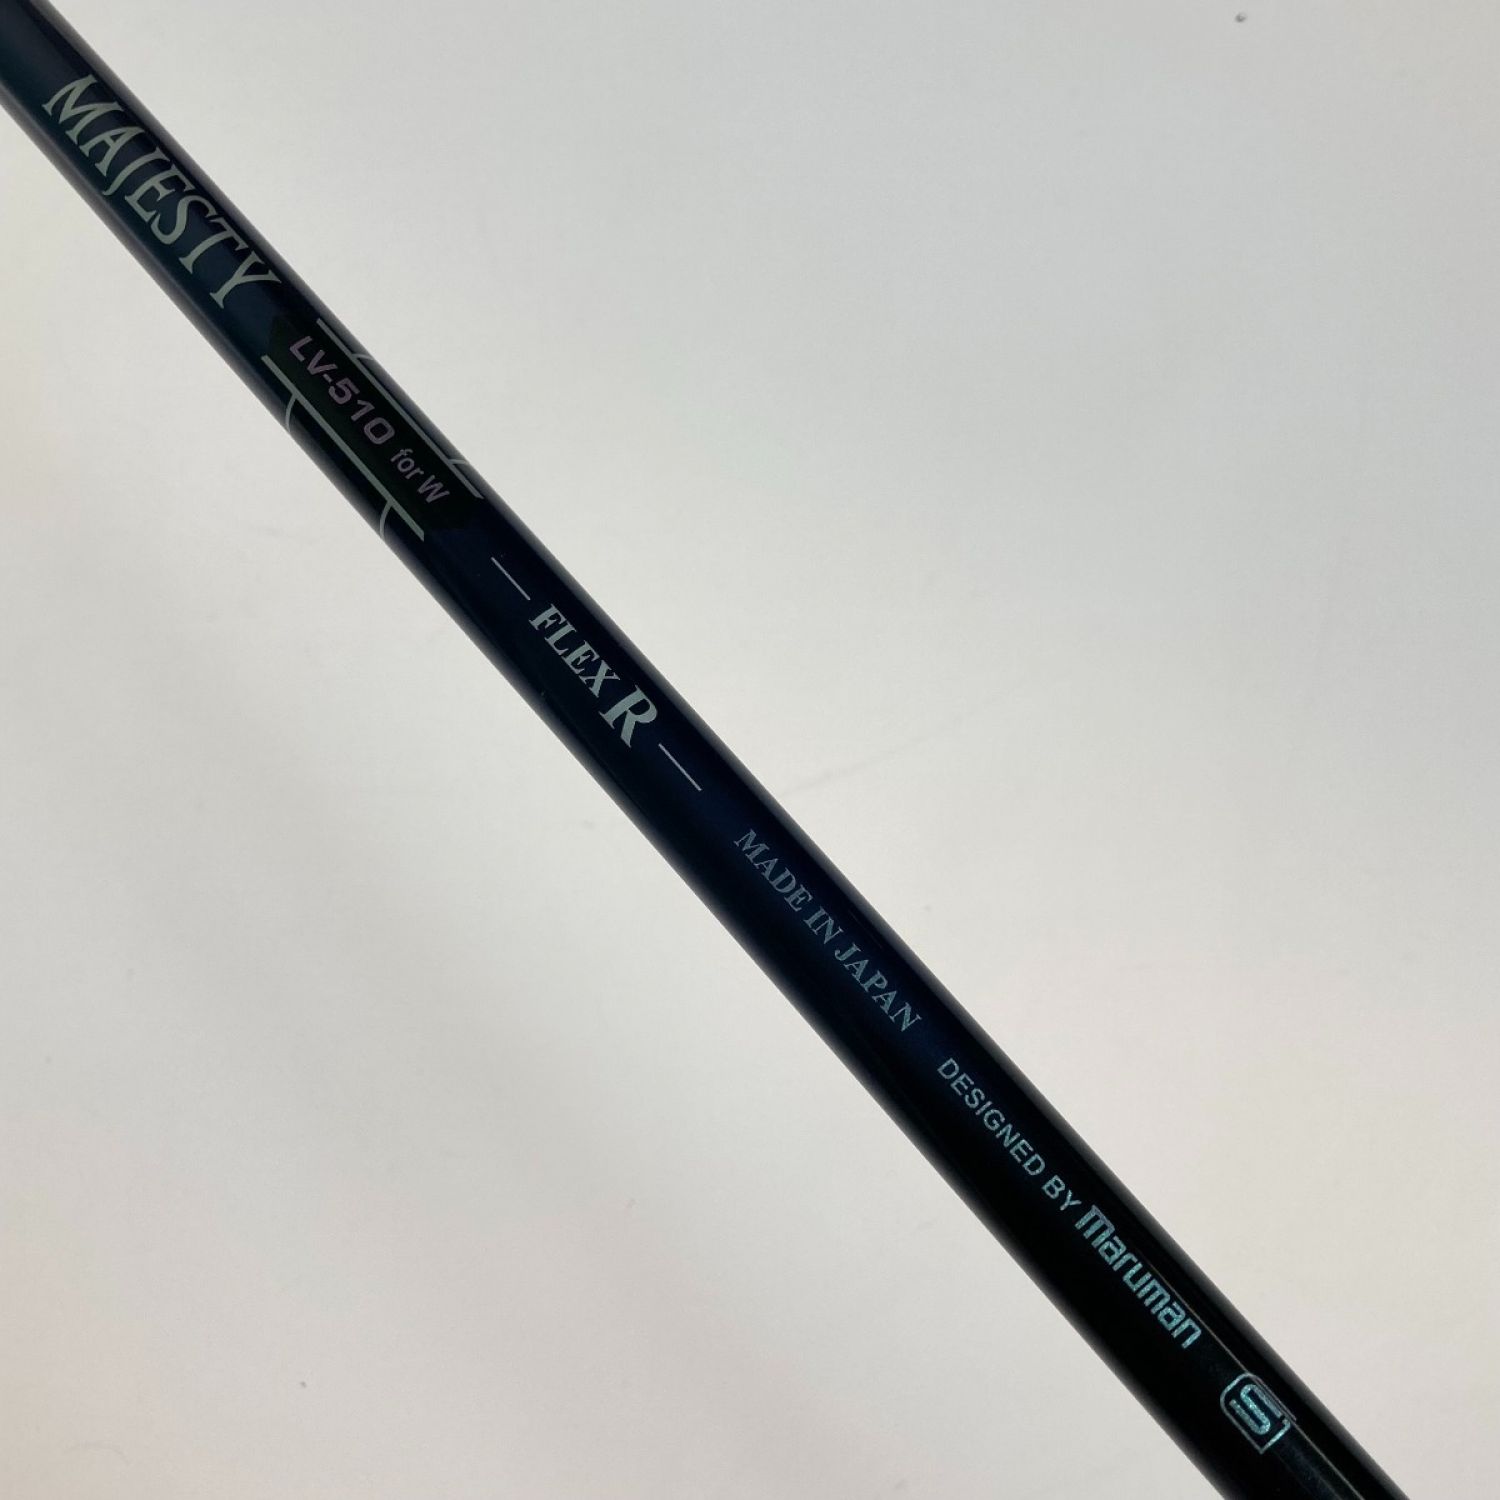 MAJESTY
LV-510 for W
FLEX R
MADE IN JAPAN
DESIGNED BY maruman
S